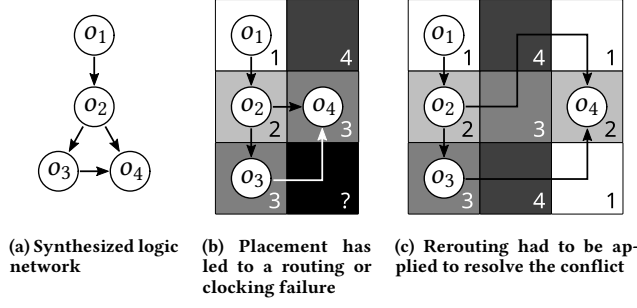 o1
o2
o3
o4
o1
1
4
o2
2
o4
3
o3
3
?
o1
1
4
1
o2
2
3
o4
2
o3
3
4
1
(a) Synthesized logic
network
(b) Placement has
led to a routing or
clocking failure
(c) Rerouting had to be ap-
plied to resolve the conflict